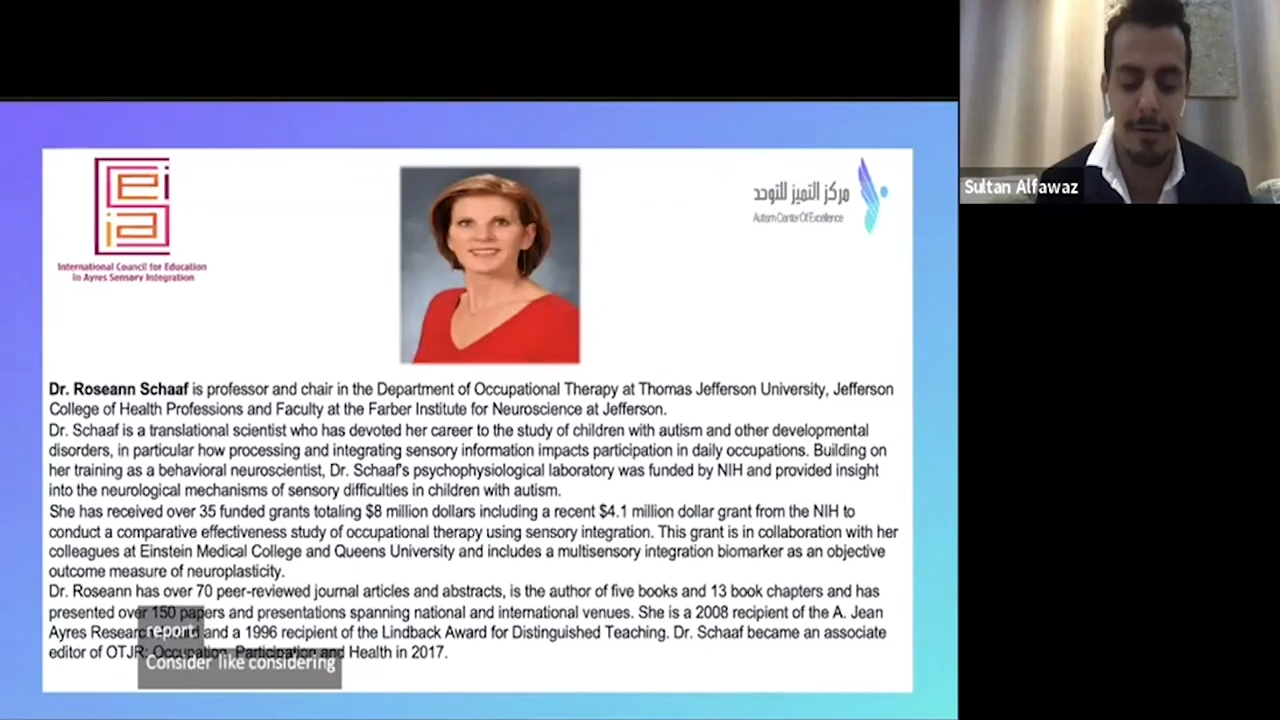 ei
ia
International Council for Education
in Ayres Sensory Integration
مركز التميز للتوحد
Autism Center Of Excellence
Sultan Alfawaz
Dr. Roseann Schaaf is professor and chair in the Department of Occupational Therapy at Thomas Jefferson University, Jefferson
College of Health Professions and Faculty at the Farber Institute for Neuroscience at Jefferson.
Dr. Schaaf is a translational scientist who has devoted her career to the study of children with autism and other developmental
disorders, in particular how processing and integrating sensory information impacts participation in daily occupations. Building on
her training as a behavioral neuroscientist, Dr. Schaaf's psychophysiological laboratory was funded by NIH and provided insight
into the neurological mechanisms of sensory difficulties in children with autism.
She has received over 35 funded grants totaling $8 million dollars including a recent $4.1 million dollar grant from the NIH to
conduct a comparative effectiveness study of occupational therapy using sensory integration. This grant is in collaboration with her
colleagues at Einstein Medical College and Queens University and includes a multisensory integration biomarker as an objective
outcome measure of neuroplasticity.
Dr. Roseann has over 70 peer-reviewed journal articles and abstracts, is the author of five books and 13 book chapters and has
presented over 150 papers and presentations spanning national and international venues. She is a 2008 recipient of the A. Jean
Ayres and a 1996 recipient of the Lindback Award for Distinguished Teaching. Dr. Schaaf became an associate
editor of OTJR: Occupation, Participation and Health in 2017.
report.
Consider like considering